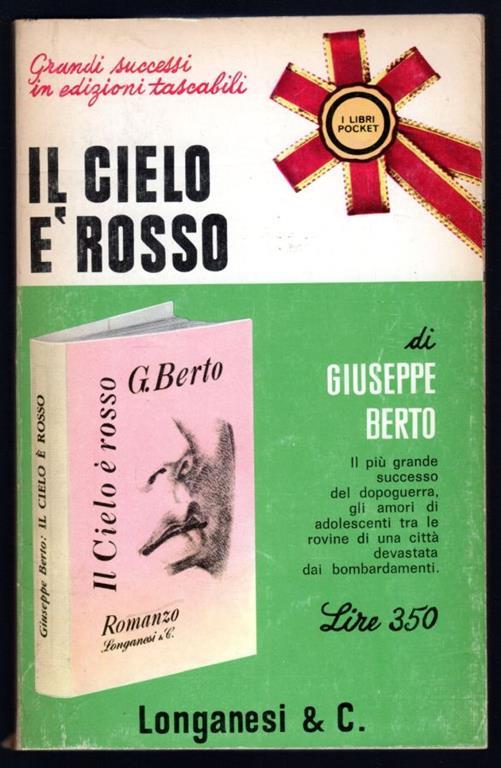 Grandi successi
in edizioni tascabili
I LIBRI
POCKET
IL CIELO
E' ROSSO
di
GIUSEPPE
BERTO
Il più grande
successo
del dopoguerra,
gli amori di
adolescenti tra le
rovine di una città
devastata
dai bombardamenti.
Lire 350
G. Berto
Il Cielo è rosso
Romanzo
Longanesi & C.
Giuseppe Berto: IL CIELO È ROSSO
Longanesi & C.